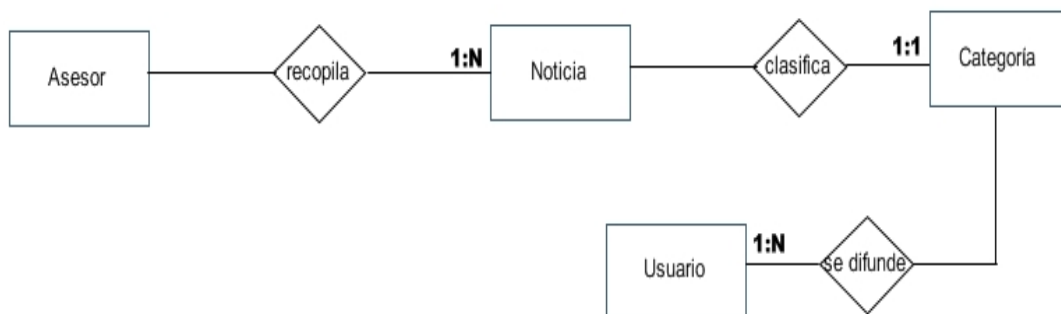 Asesor
recopila
1:N
Noticia
clasifica
1:1
Categoría
Usuario
1:N
se difunde